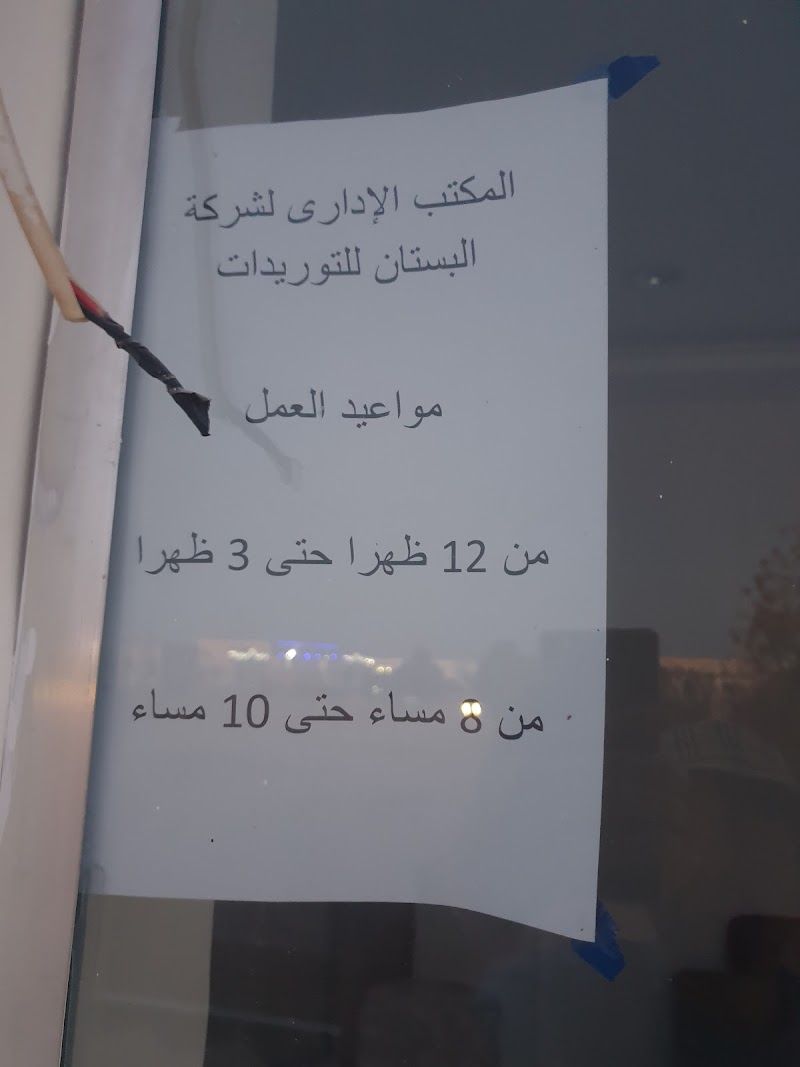 المكتب الإدارى لشركة
البستان للتوريدات
مواعيد العمل
من 12 ظهرا حتى 3 ظهرا
من 8 مساء حتى 10 مساء